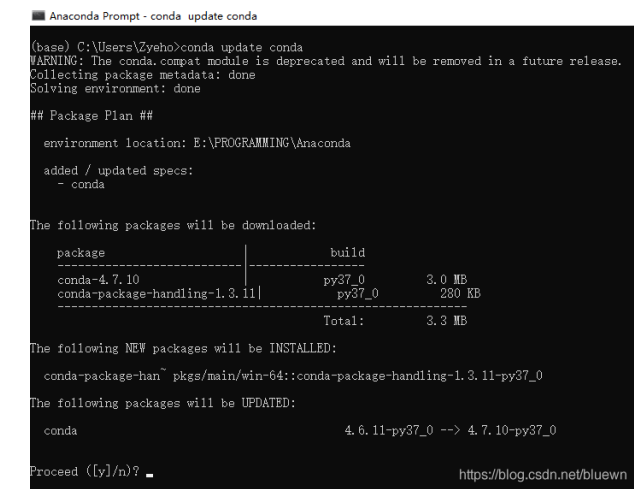 Anaconda Prompt - conda update conda
(base) C:\Users\Zyeho>conda update conda
WARNING: The conda.compat module is deprecated and will be removed in a future release.
Collecting package metadata: done
Solving environment: done
## Package Plan ##
environment location: E:\PROGRAMMING\Anaconda
added / updated specs:
- conda
The following packages will be downloaded:
package | build
---------------------------|-----------------
conda-4.7.10 | py37_0 3.0 MB
conda-package-handling-1.3.11| py37_0 280 KB
------------------------------------------------------------
Total: 3.3 MB
The following NEW packages will be INSTALLED:
conda-package-han~ pkgs/main/win-64::conda-package-handling-1.3.11-py37_0
The following packages will be UPDATED:
conda 4.6.11-py37_0 --> 4.7.10-py37_0
Proceed ([y]/n)? _
https://blog.csdn.net/bluewn